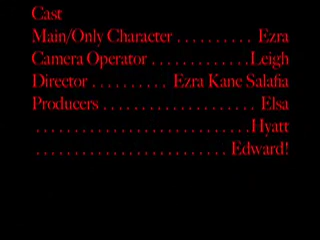 Cast
Main/Only Character . . . . . . . . . . Ezra
Camera Operator . . . . . . . . . . . . .Leigh
Director . . . . . . . . . . Ezra Kane Salafia
Producers . . . . . . . . . . . . . . . . . . . . Elsa
. . . . . . . . . . . . . . . . . . . . . . . . . . . .Hyatt
. . . . . . . . . . . . . . . . . . . . . . . . . Edward!